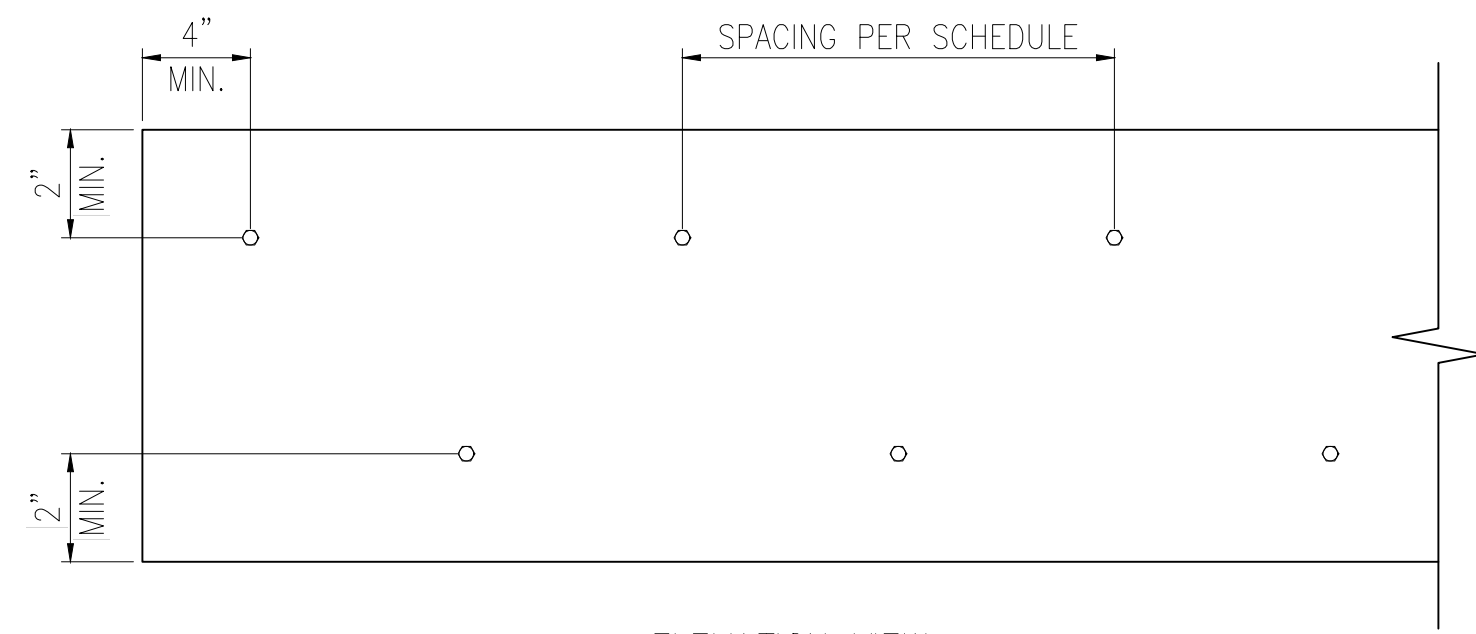 4”
MIN.
SPACING PER SCHEDULE
2”
MIN.
2”
MIN.